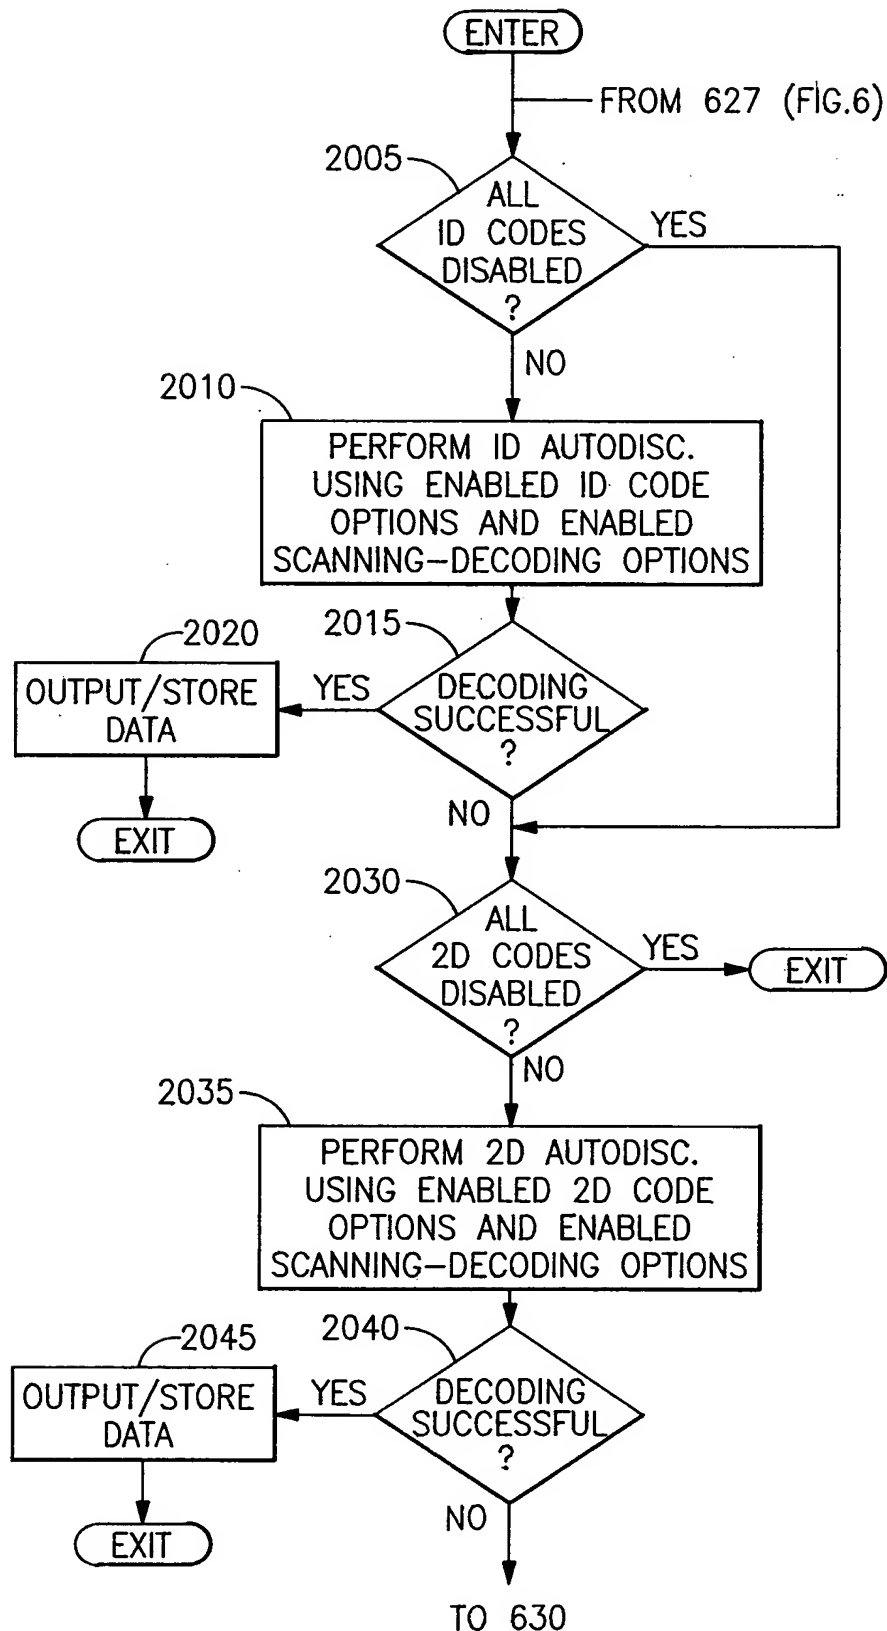 ENTER
FROM 627 (FIG.6)
2005
ALL
ID CODES
DISABLED
?
YES
NO
2010
PERFORM ID AUTODISC.
USING ENABLED ID CODE
OPTIONS AND ENABLED
SCANNING-DECODING OPTIONS
2015
DECODING
SUCCESSFUL
?
YES
2020
OUTPUT/STORE
DATA
EXIT
NO
2030
ALL
2D CODES
DISABLED
?
YES
EXIT
NO
2035
PERFORM 2D AUTODISC.
USING ENABLED 2D CODE
OPTIONS AND ENABLED
SCANNING-DECODING OPTIONS
2040
DECODING
SUCCESSFUL
?
YES
2045
OUTPUT/STORE
DATA
EXIT
NO
TO 630